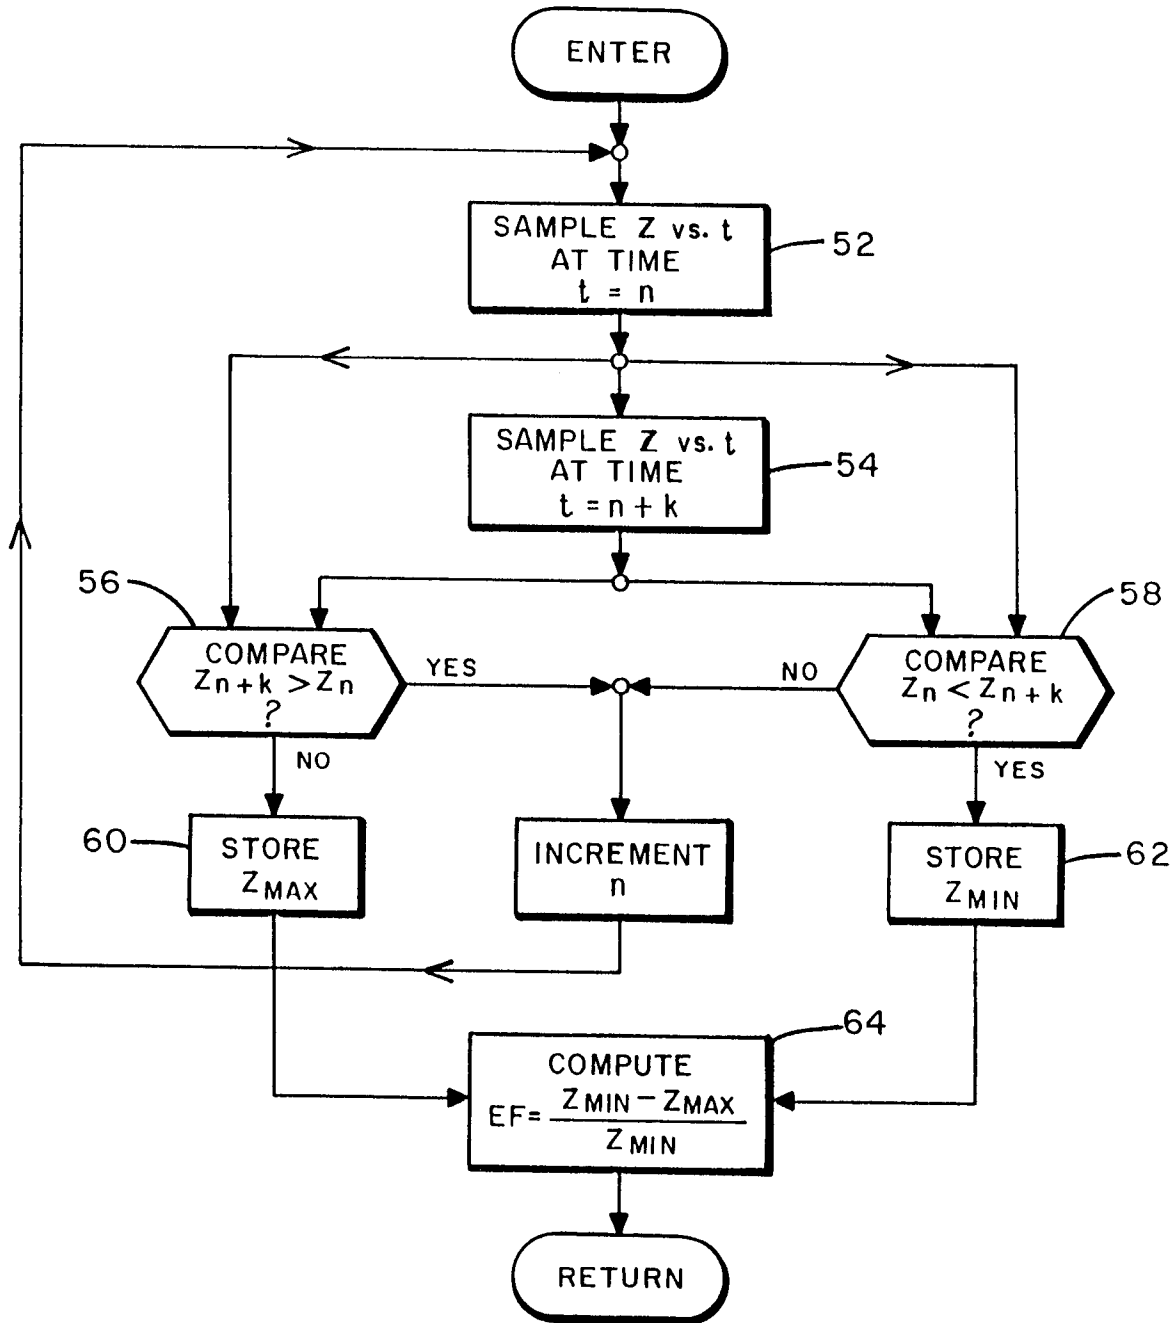 ENTER
SAMPLE Z vs. t
AT TIME
t = n
52
SAMPLE Z vs. t
AT TIME
t = n + k
54
56
COMPARE
Zn+k > Zn
?
YES
NO
58
COMPARE
Zn < Zn+k
?
NO
YES
60
STORE
ZMAX
INCREMENT
n
STORE
ZMIN
62
64
COMPUTE
EF= ZMIN − ZMAX
ZMIN
RETURN